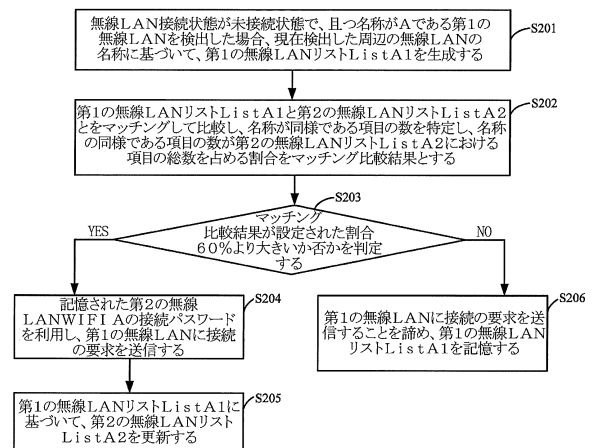 無線LAN接続状態が未接続状態で、且つ名称がAである第1の
無線LANを検出した場合、現在検出した周辺の無線LANの
名称に基づいて、第1の無線LANリストListA1を生成する
S201
第1の無線LANリストListA1と第2の無線LANリストListA2
とをマッチングして比較し、名称が同様である項目の数を特定し、名称
の同様である項目の数が第2の無線LANリストListA2における
項目の総数を占める割合をマッチング比較結果とする
S202
マッチング
比較結果が設定された割合
60%より大きいか否かを判定
する
S203
YES
NO
記憶された第2の無線
LANWIFI Aの接続パスワード
を利用し、第1の無線LANに接続
の要求を送信する
S204
第1の無線LANに接続の要求を送
信することを諦め、第1の無線LAN
リストListA1を記憶する
S206
第1の無線LANリストListA1に
基づいて、第2の無線LANリスト
ListA2を更新する
S205